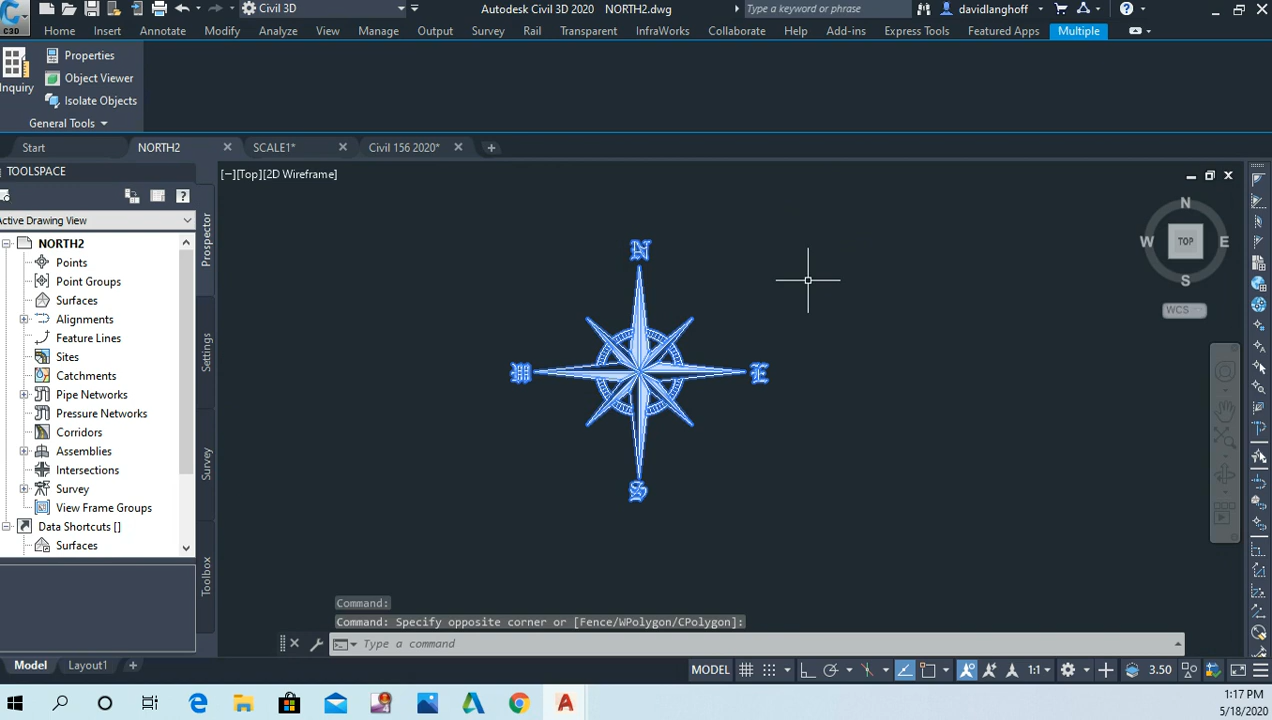 C3D
Civil 3D
Autodesk Civil 3D 2020 NORTH2.dwg
Type a keyword or phrase
davidlanghoff
?
Home Insert Annotate Modify Analyze View Manage Output Survey Rail Transparent InfraWorks Collaborate Help Add-ins Express Tools Featured Apps Multiple
Inquiry
Properties
Object Viewer
Isolate Objects
General Tools
Start NORTH2 SCALE1* Civil 156 2020*
TOOLSPACE
[−][Top][2D Wireframe]
?
Active Drawing View
NORTH2
Points
Point Groups
Surfaces
Alignments
Feature Lines
Sites
Catchments
Pipe Networks
Pressure Networks
Corridors
Assemblies
Intersections
Survey
View Frame Groups
Data Shortcuts []
Surfaces
Prospector
Settings
Survey
Toolbox
N
W TOP E
S
WCS
N
W E
S
Command:
Command: Specify opposite corner or [Fence/WPolygon/CPolygon]:
Type a command
Model Layout1 +
MODEL 1:1 3.50
1:17 PM
5/18/2020